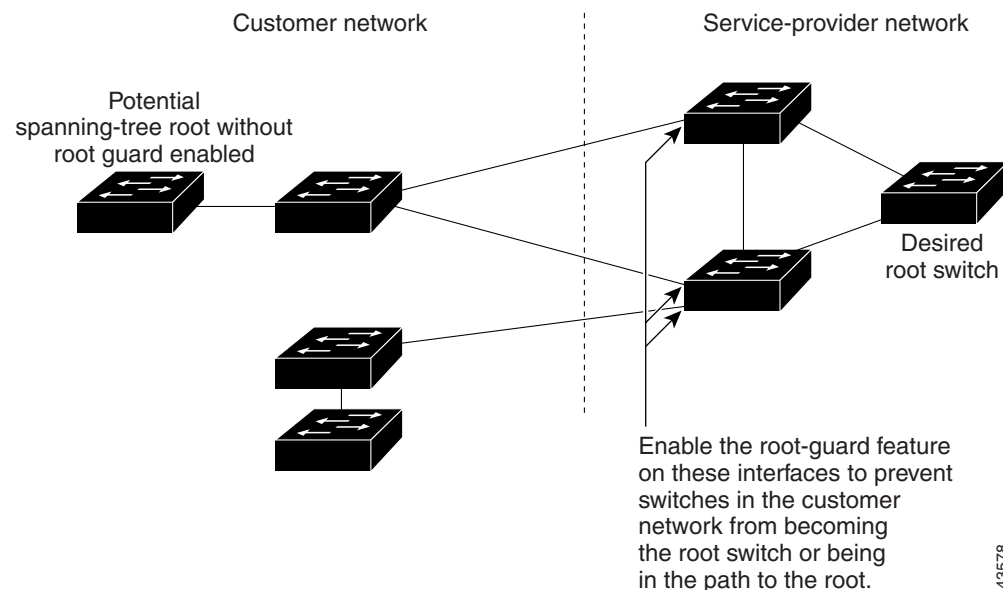 Customer network
Service-provider network
Potential
spanning-tree root without
root guard enabled
Desired
root switch
Enable the root-guard feature
on these interfaces to prevent
switches in the customer
network from becoming
the root switch or being
in the path to the root.
43578